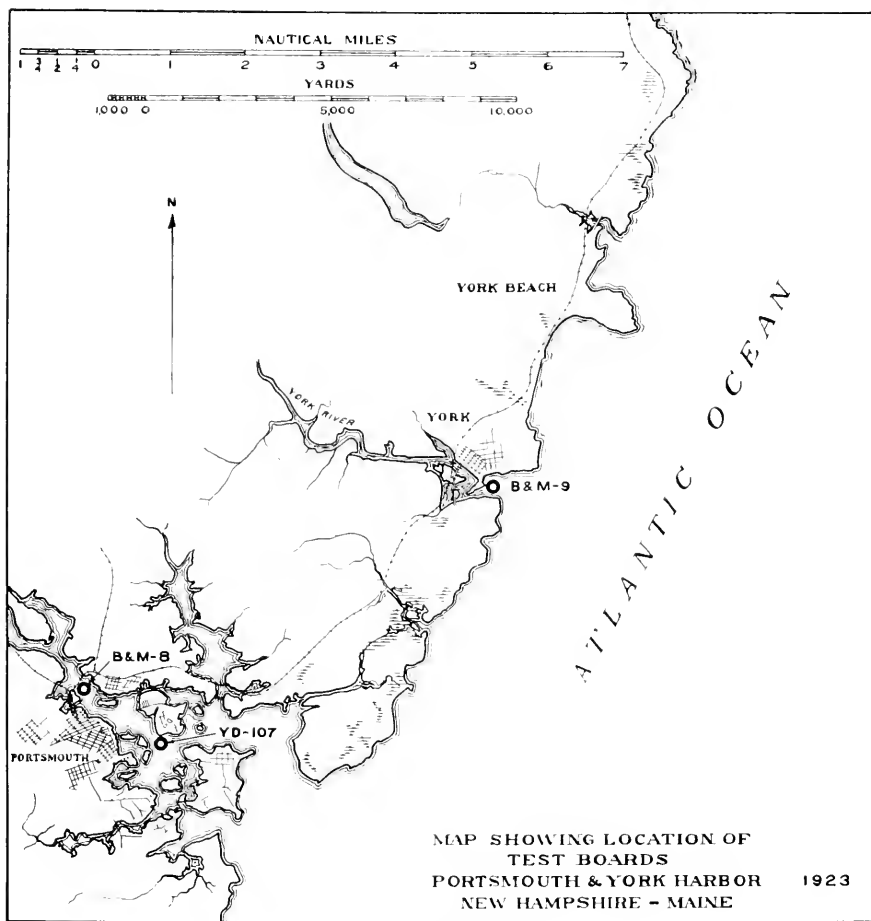 NAUTICAL MILES
1 3/4 1/2 1/4 0 1 2 3 4 5 6 7
YARDS
1,000 0 5,000 10,000
N
YORK BEACH
ATLANTIC OCEAN
YORK RIVER
YORK
B&M-9
B&M-8
YD-107
PORTSMOUTH
MAP SHOWING LOCATION OF
TEST BOARDS
PORTSMOUTH & YORK HARBOR 1923
NEW HAMPSHIRE - MAINE